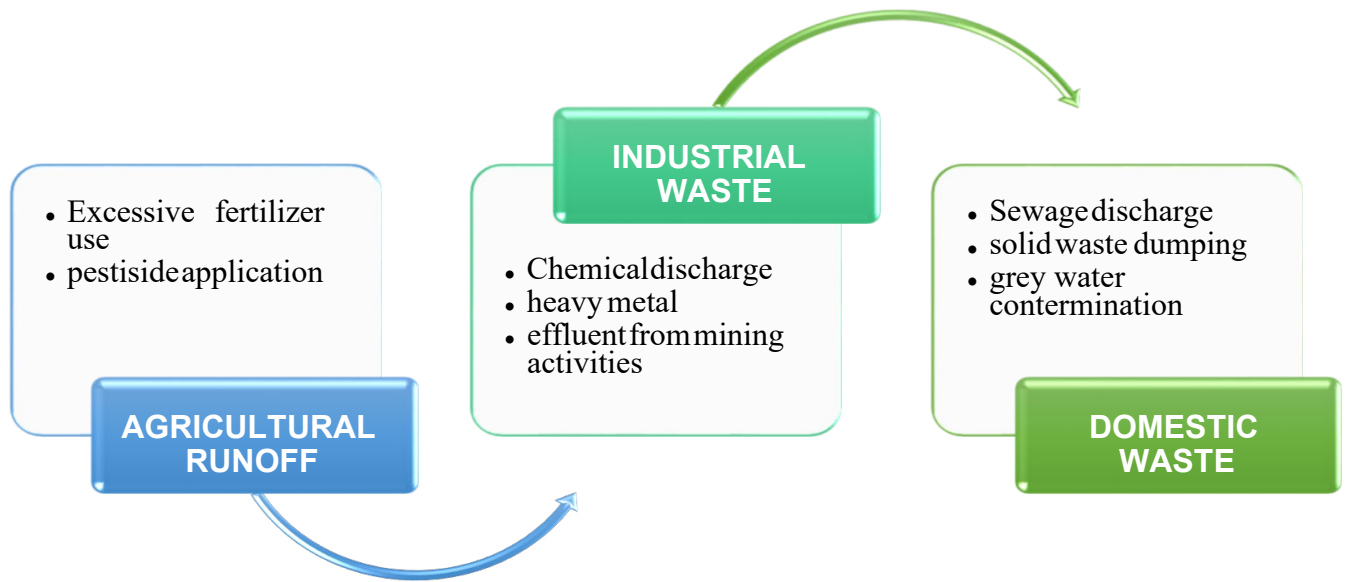 Excessive fertilizer
use
pestiside application
AGRICULTURAL
RUNOFF
INDUSTRIAL
WASTE
Chemical discharge
heavy metal
effluent from mining
activities
Sewage discharge
solid waste dumping
grey water
contermination
DOMESTIC
WASTE